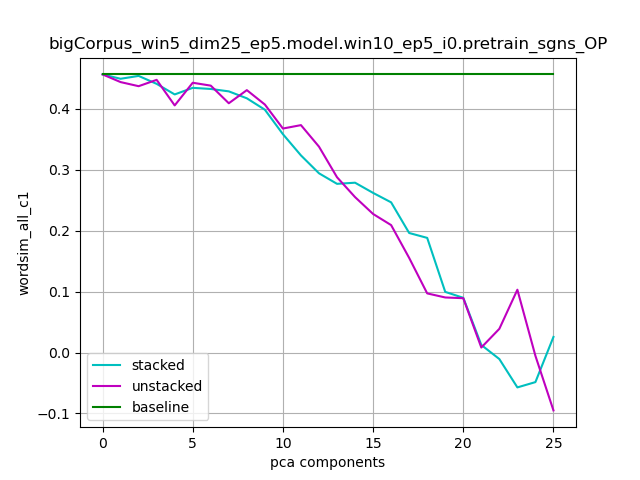 bigCorpus_win5_dim25_ep5.model.win10_ep5_i0.pretrain_sgns_OP
wordsim_all_c1
0.4
0.3
0.2
0.1
0.0
−0.1
stacked
unstacked
baseline
0 5 10 15 20 25
pca components